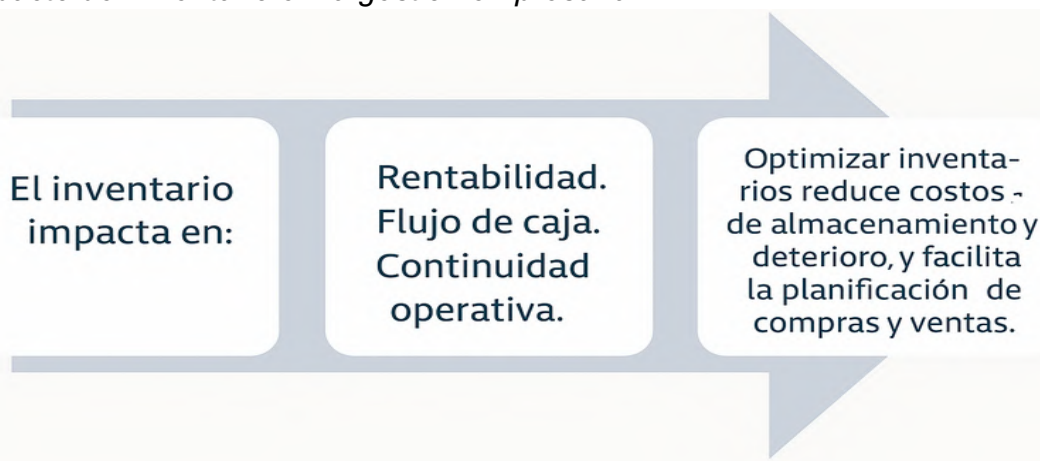 El inventario
impacta en:
Rentabilidad.
Flujo de caja.
Continuidad
operativa.
Optimizar inventa-
rios reduce costos
de almacenamiento y
deterioro, y facilita
la planificación de
compras y ventas.